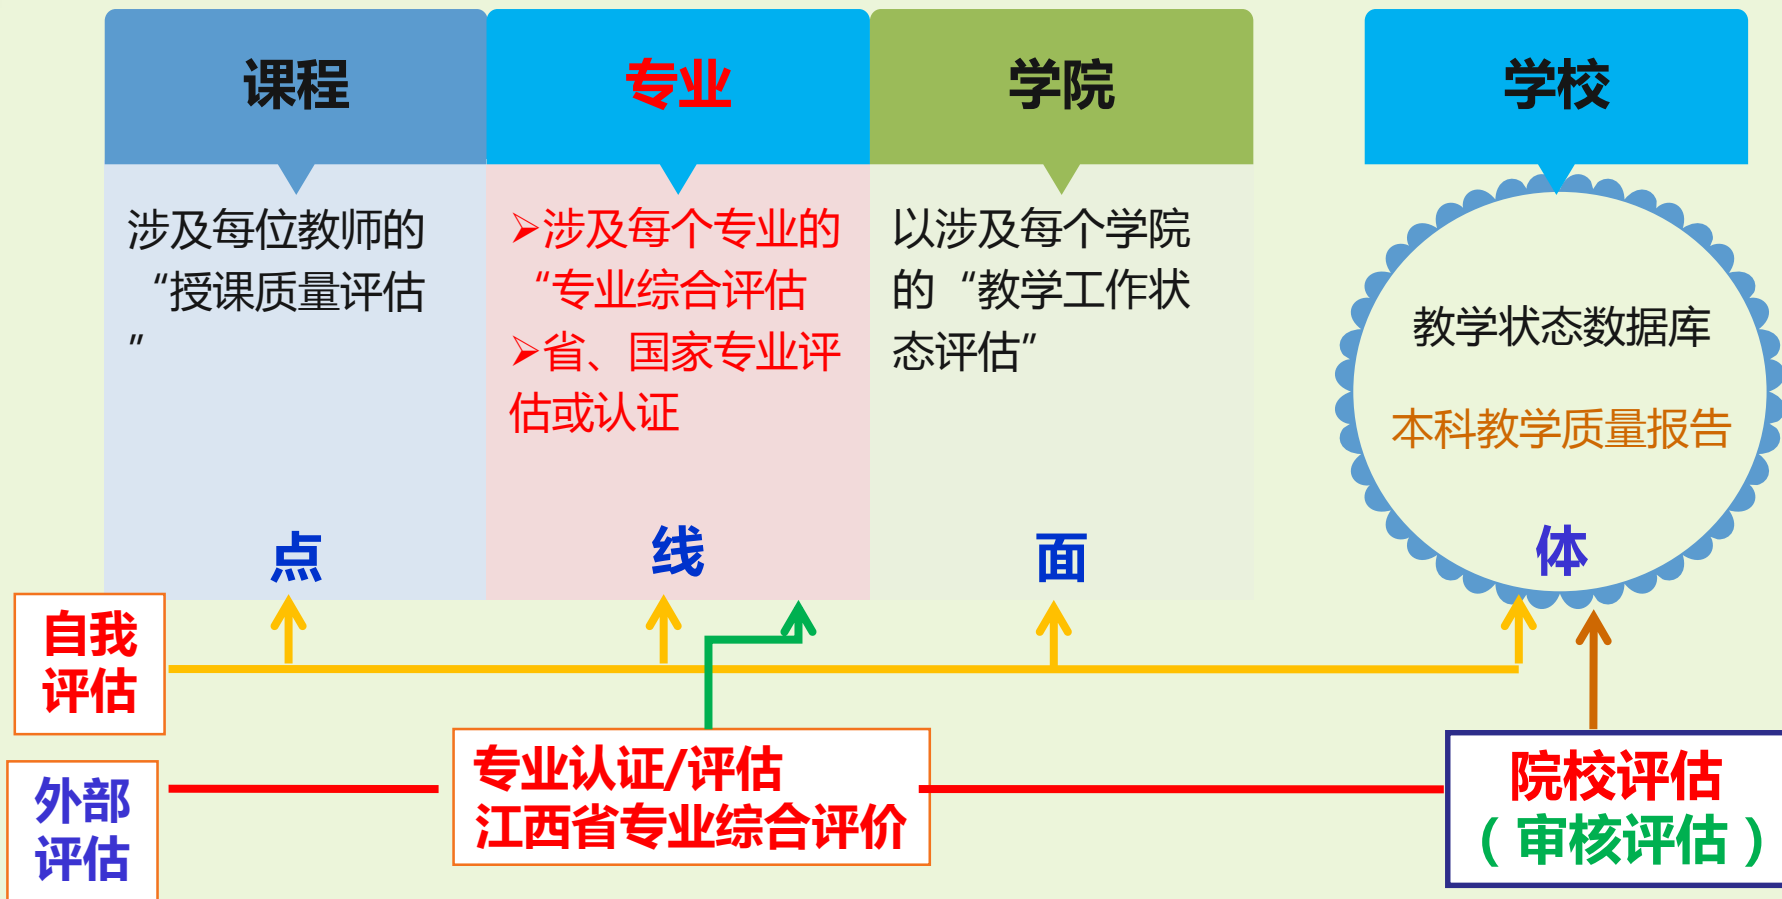 课程
专业
学院
学校
涉及每位教师的
“授课质量评估
”
➢涉及每个专业的
“专业综合评估
➢省、国家专业评
估或认证
以涉及每个学院
的“教学工作状
态评估”
教学状态数据库
本科教学质量报告
点
线
面
体
自我
评估
外部
评估
专业认证/评估
江西省专业综合评价
院校评估
（审核评估）